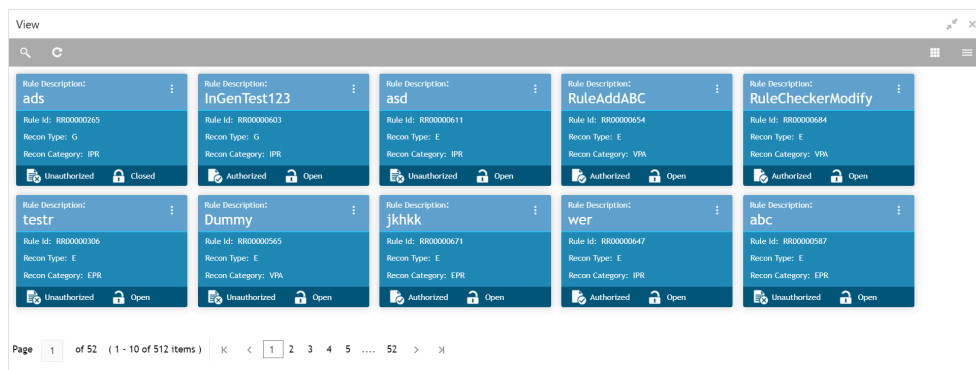 View
Rule Description:
ads
Rule Id: RR00000265
Recon Type: G
Recon Category: IPR
Unauthorized Closed
Rule Description:
InGenTest123
Rule Id: RR00000603
Recon Type: G
Recon Category: IPR
Authorized Open
Rule Description:
asd
Rule Id: RR00000611
Recon Type: E
Recon Category: IPR
Unauthorized Open
Rule Description:
RuleAddABC
Rule Id: RR00000654
Recon Type: E
Recon Category: VPA
Authorized Open
Rule Description:
RuleCheckerModify
Rule Id: RR00000684
Recon Type: E
Recon Category: VPA
Authorized Open
Rule Description:
testr
Rule Id: RR00000306
Recon Type: E
Recon Category: EPR
Unauthorized Open
Rule Description:
Dummy
Rule Id: RR00000565
Recon Type: E
Recon Category: VPA
Unauthorized Open
Rule Description:
jkhkk
Rule Id: RR00000671
Recon Type: E
Recon Category: EPR
Authorized Open
Rule Description:
wer
Rule Id: RR00000647
Recon Type: E
Recon Category: IPR
Authorized Open
Rule Description:
abc
Rule Id: RR00000587
Recon Type: E
Recon Category: EPR
Unauthorized Open
Page 1 of 52 ( 1 - 10 of 512 items ) 1 2 3 4 5 .... 52